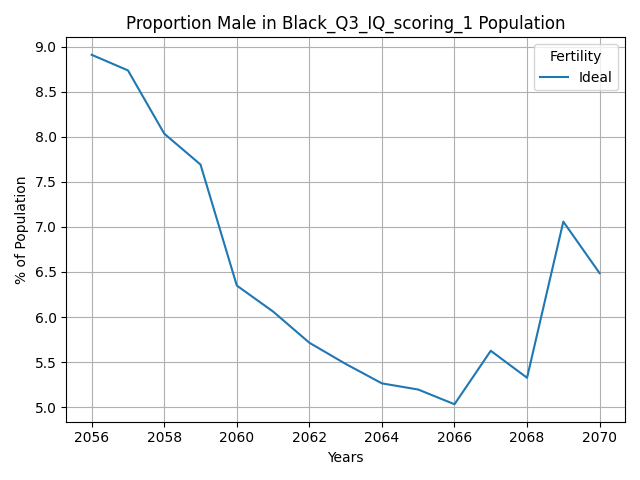 Proportion Male in Black_Q3_IQ_scoring_1 Population
Fertility
Ideal
% of Population
9.0
8.5
8.0
7.5
7.0
6.5
6.0
5.5
5.0
2056 2058 2060 2062 2064 2066 2068 2070
Years